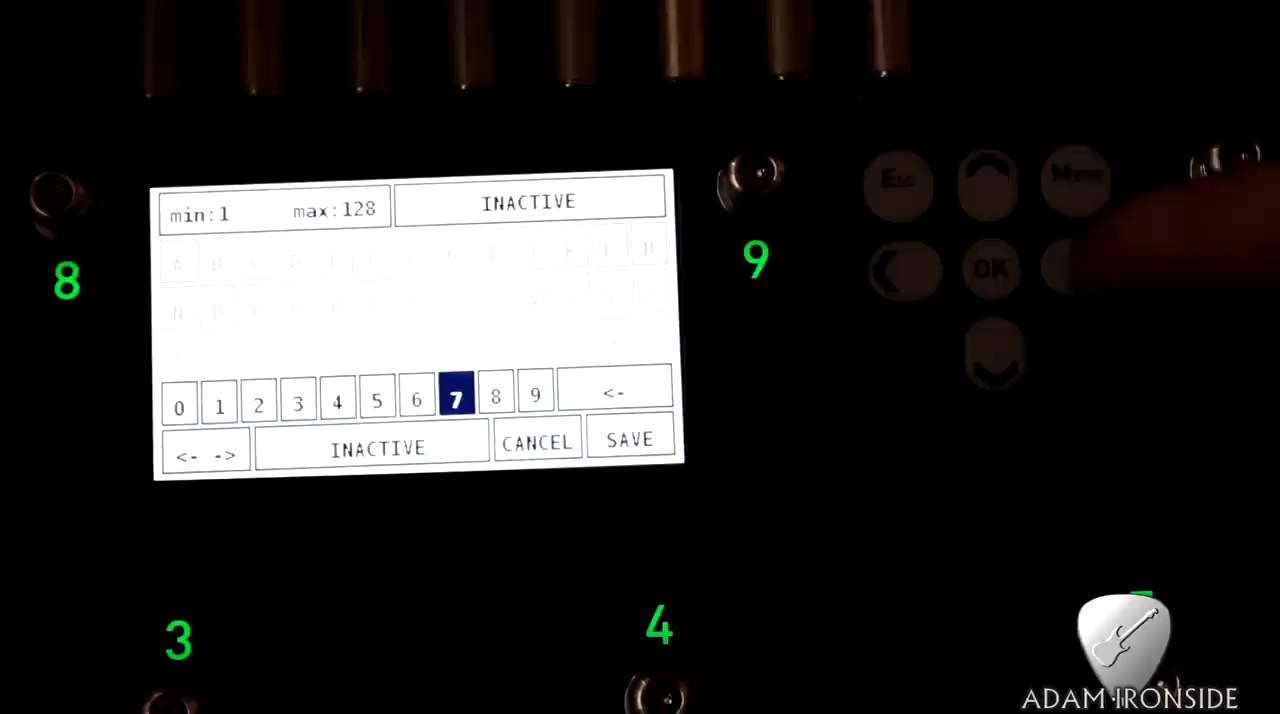 min:1 max:128 INACTIVE
A B C D E F G H I J K L M
N O P Q R
0 1 2 3 4 5 6 7 8 9 <-
<- -> INACTIVE CANCEL SAVE
8
9
Esc Menu
OK
3
4
ADAM IRONSIDE